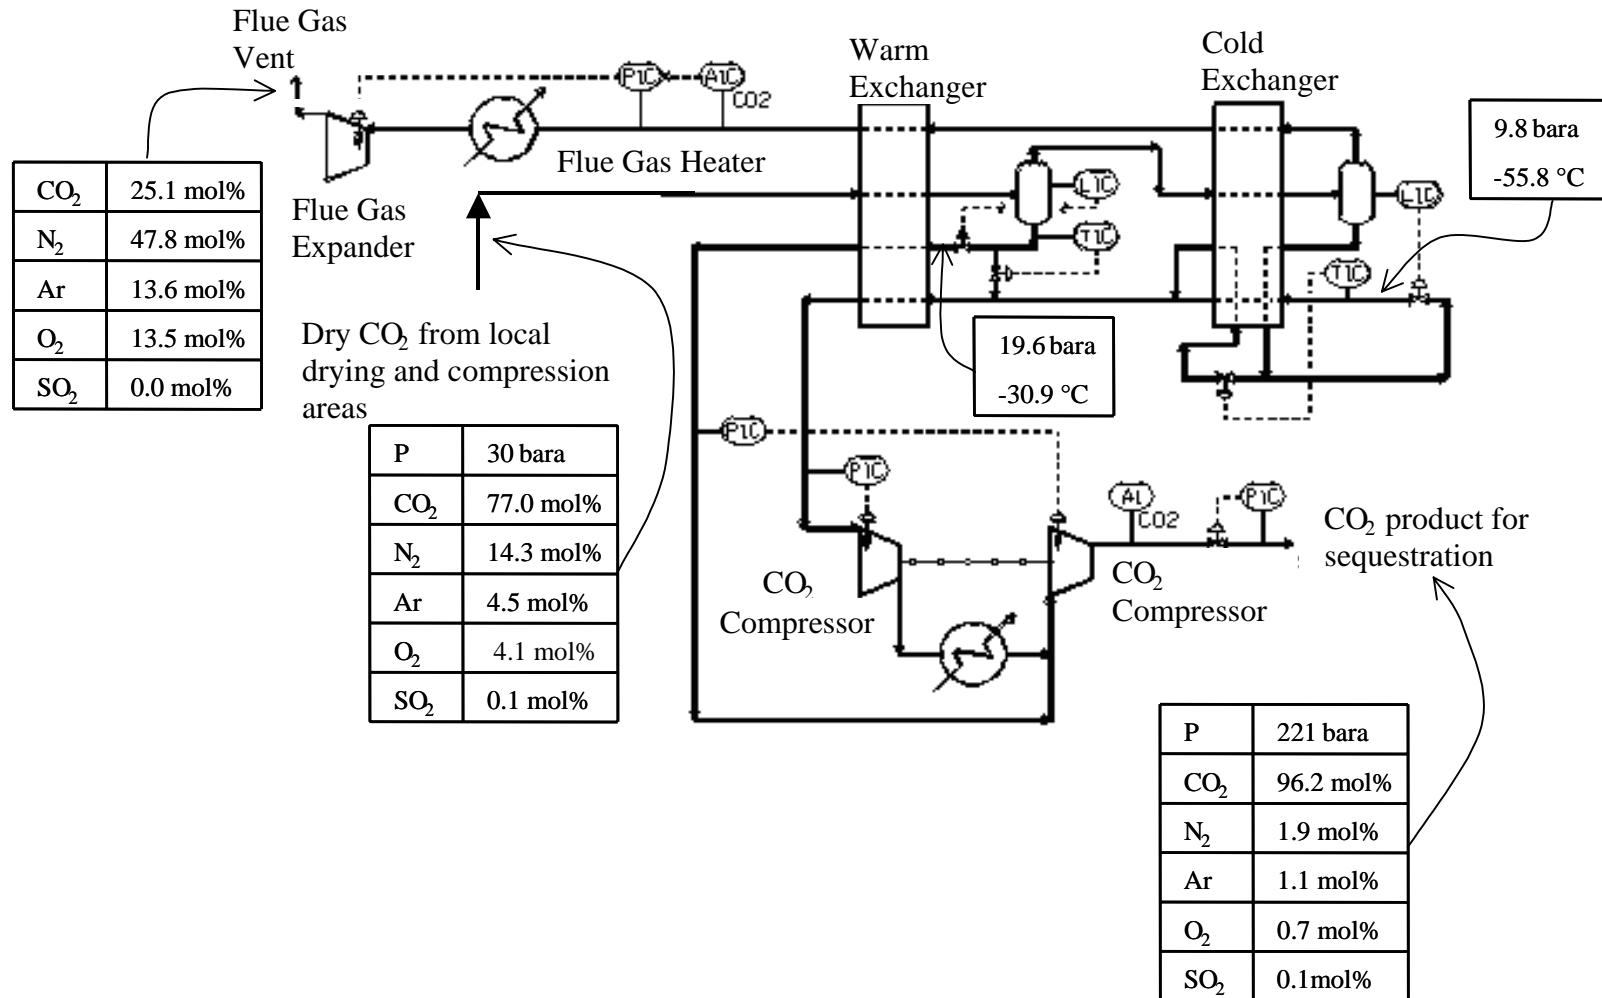 Flue Gas
Vent
Warm
Exchanger
Cold
Exchanger
PIC
AIC
CO2
9.8 bara
-55.8 °C
Flue Gas Heater
LIC
LIC
CO₂ 25.1 mol%
N₂ 47.8 mol%
Ar 13.6 mol%
O₂ 13.5 mol%
SO₂ 0.0 mol%
Flue Gas
Expander
TIC
TIC
Dry CO₂ from local
drying and compression
areas
19.6 bara
-30.9 °C
P 30 bara
CO₂ 77.0 mol%
N₂ 14.3 mol%
Ar 4.5 mol%
O₂ 4.1 mol%
SO₂ 0.1 mol%
PIC
PIC
AI
CO2
PIC
CO₂ product for
sequestration
CO₂
Compressor
CO₂
Compressor
P 221 bara
CO₂ 96.2 mol%
N₂ 1.9 mol%
Ar 1.1 mol%
O₂ 0.7 mol%
SO₂ 0.1mol%